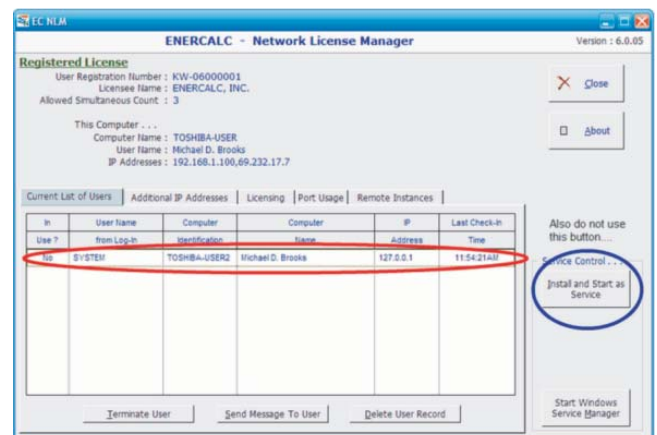 EC NLM
ENERCALC - Network License Manager
Version : 6.0.05
Registered License
User Registration Number : KW-06000001
Licensee Name : ENERCALC, INC.
Allowed Simultaneous Count : 3
Close
This Computer . . .
Computer Name : TOSHIBA-USER
User Name : Michael D. Brooks
IP Addresses : 192.168.1.100,69.232.17.7
About
Current List of Users
Additional IP Addresses
Licensing
Port Usage
Remote Instances
In Use ?
User Name from Log-In
Computer Identification
Computer Name
IP Address
Last Check-In Time
No SYSTEM TOSHIBA-USER2 Michael D. Brooks 127.0.0.1 11:54:21AM
Also do not use
this button....
Service Control . . .
Install and Start as
Service
Terminate User
Send Message To User
Delete User Record
Start Windows
Service Manager